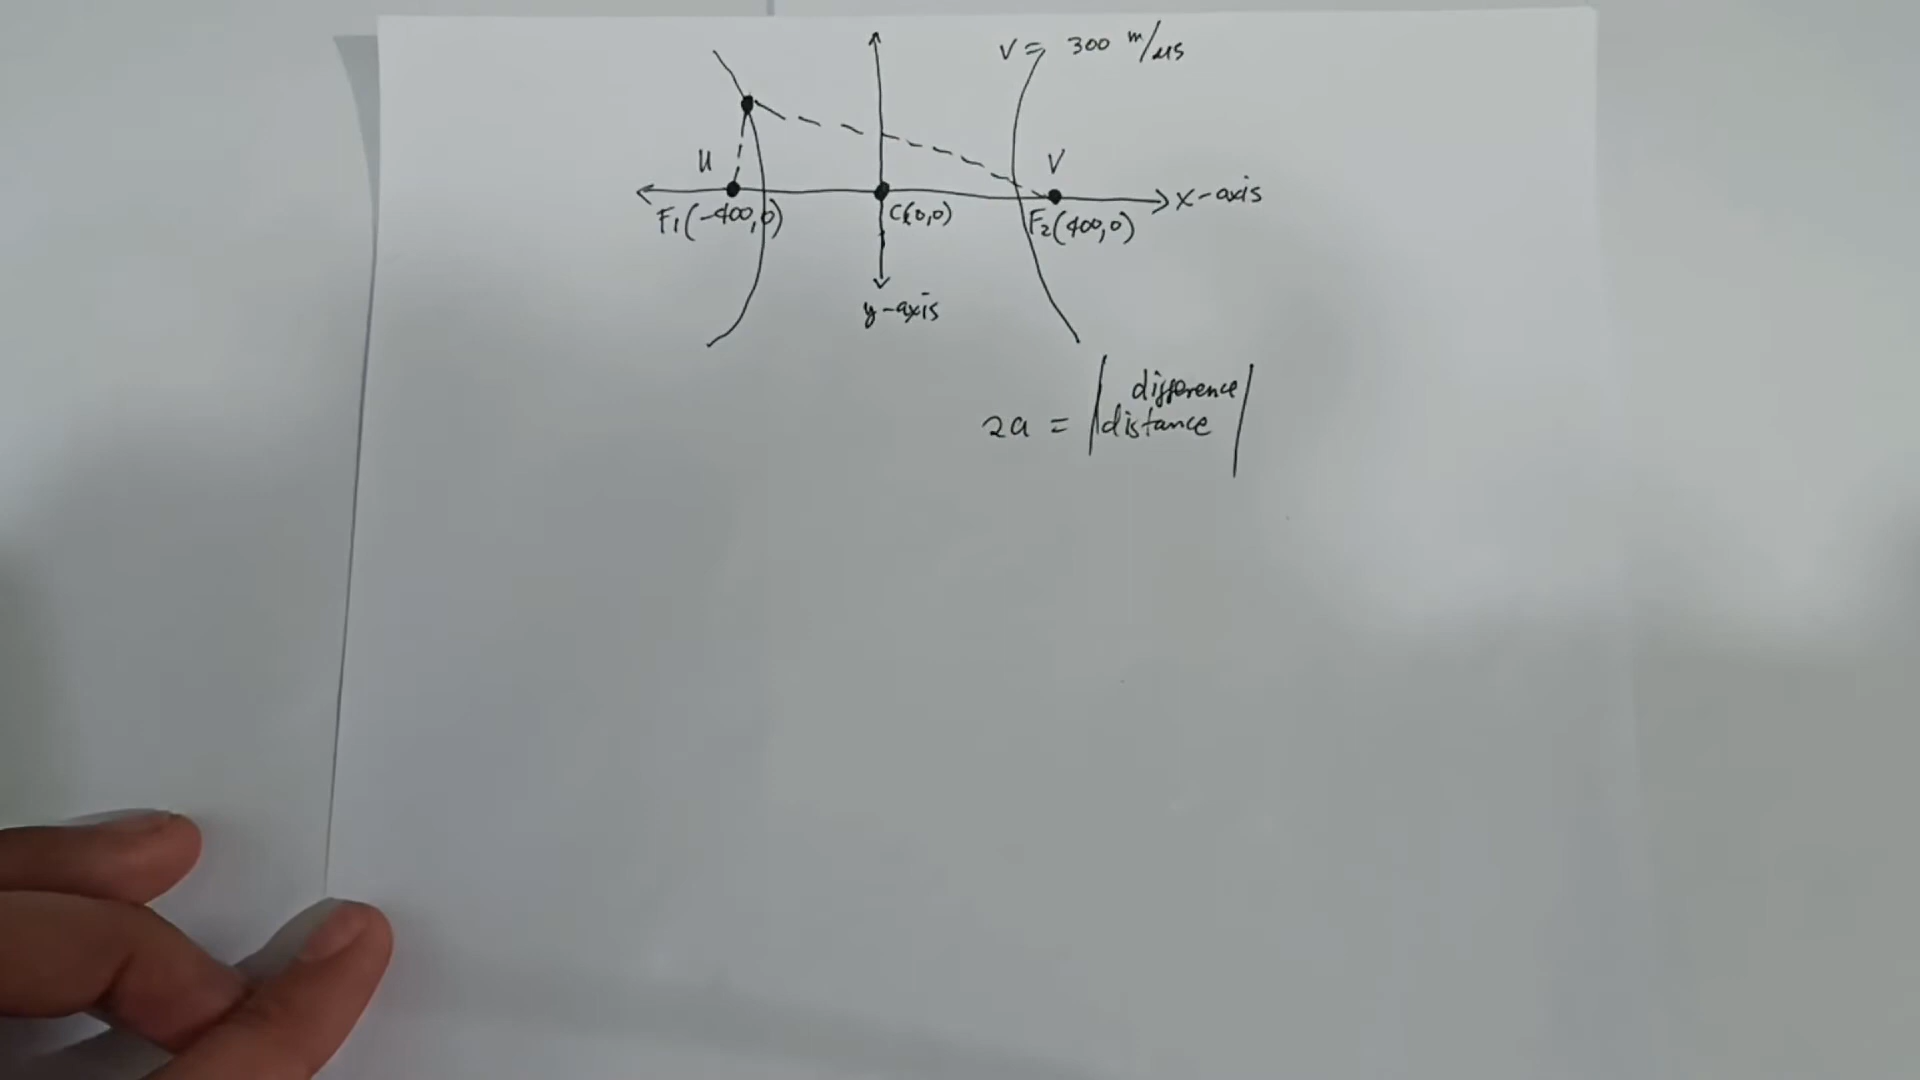 V = 300 m/µs
U
V
x-axis
F1(-400,0)
C(0,0)
F2(400,0)
y-axis
2a = |difference distance|